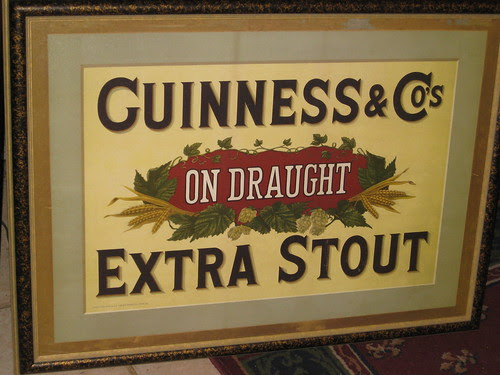 GUINNESS & CO'S
ON DRAUGHT
EXTRA STOUT